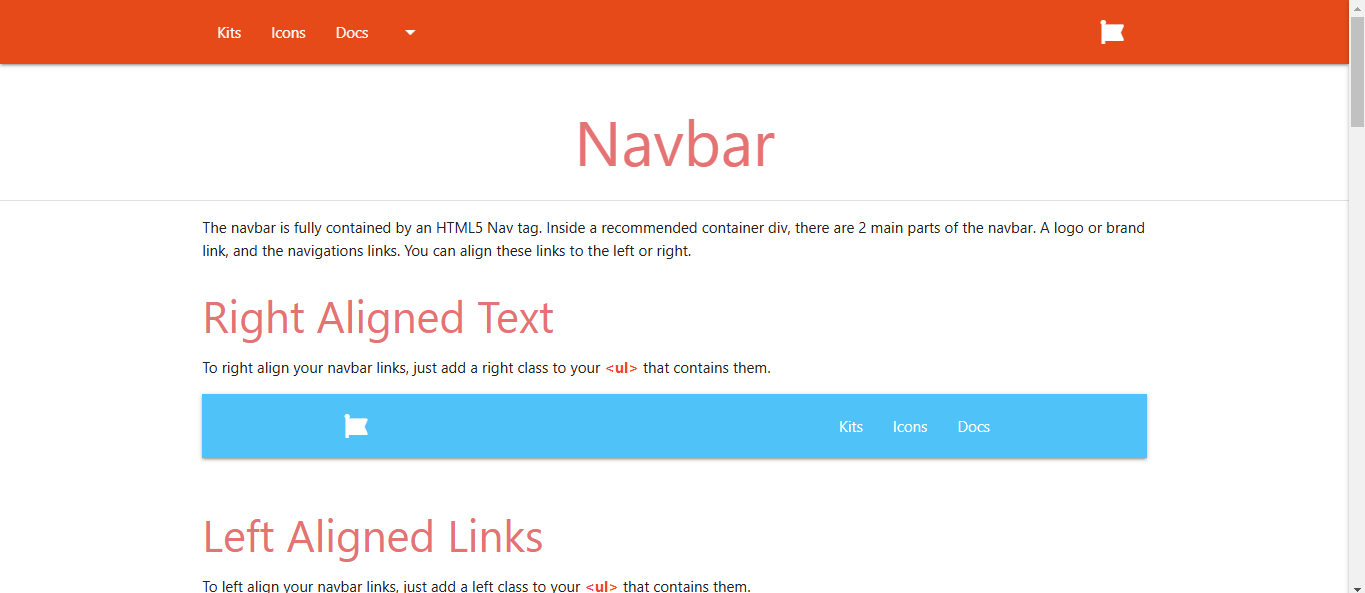 Kits Icons Docs
Navbar
The navbar is fully contained by an HTML5 Nav tag. Inside a recommended container div, there are 2 main parts of the navbar. A logo or brand
link, and the navigations links. You can align these links to the left or right.
Right Aligned Text
To right align your navbar links, just add a right class to your <ul> that contains them.
Kits Icons Docs
Left Aligned Links
To left align your navbar links, just add a left class to your <ul> that contains them.